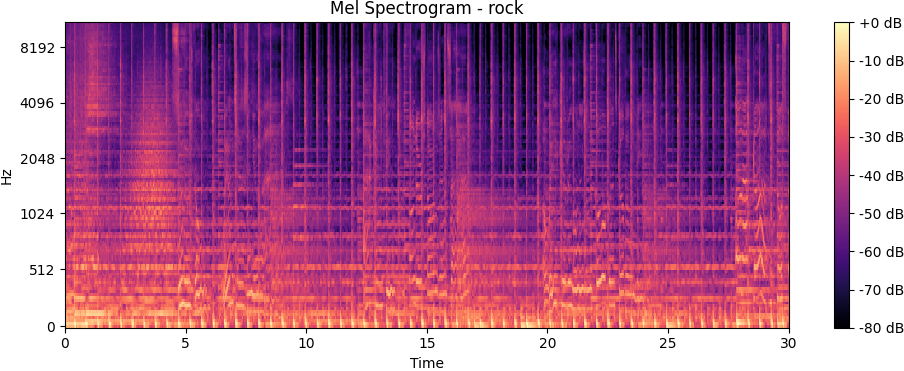 Mel Spectrogram - rock
Hz
8192
4096
2048
1024
512
0
0 5 10 15 20 25 30
Time
+0 dB
-10 dB
-20 dB
-30 dB
-40 dB
-50 dB
-60 dB
-70 dB
-80 dB